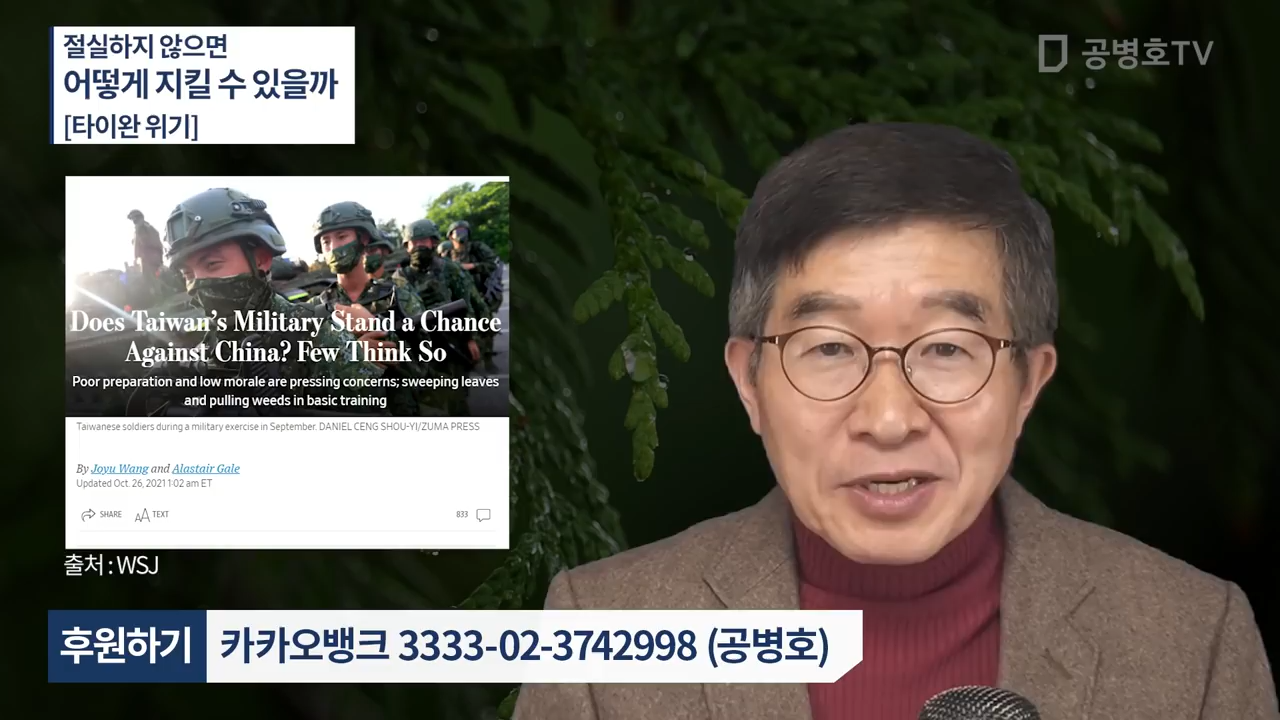 절실하지 않으면
어떻게 지킬 수 있을까
[타이완 위기]
공병호TV
Does Taiwan's Military Stand a Chance
Against China? Few Think So
Poor preparation and low morale are pressing concerns; sweeping leaves
and pulling weeds in basic training
Taiwanese soldiers during a military exercise in September. DANIEL CENG SHOU-YI/ZUMA PRESS
By Joyu Wang and Alastair Gale
Updated Oct. 26, 2021 1:02 am ET
SHARE AA TEXT 833
출처 : WSJ
후원하기 카카오뱅크 3333-02-3742998 (공병호)